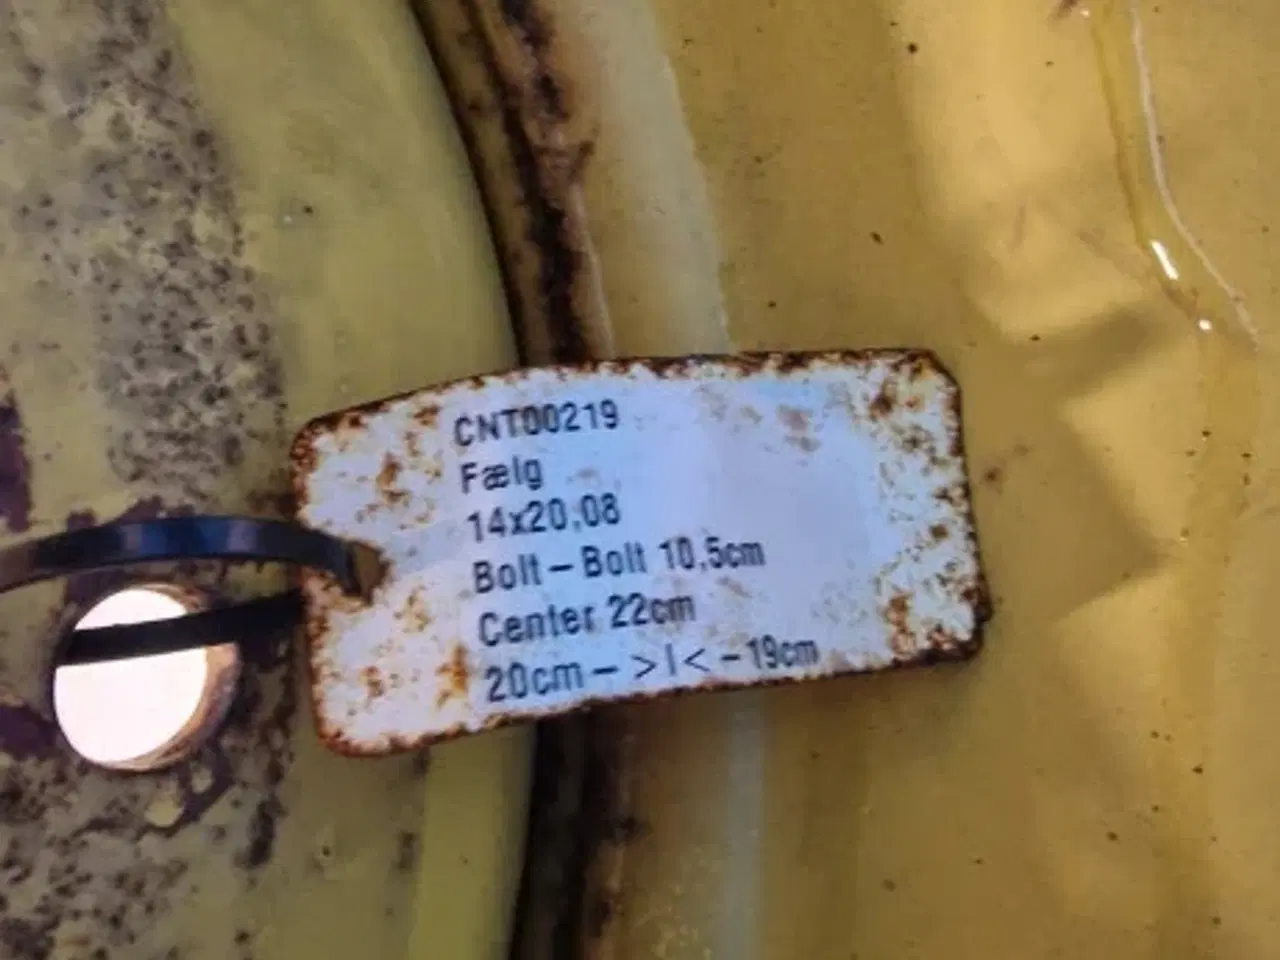 CNT00219
Fælg
14x20,08
Bolt-Bolt 10,5cm
Center 22cm
20cm->|<-19cm